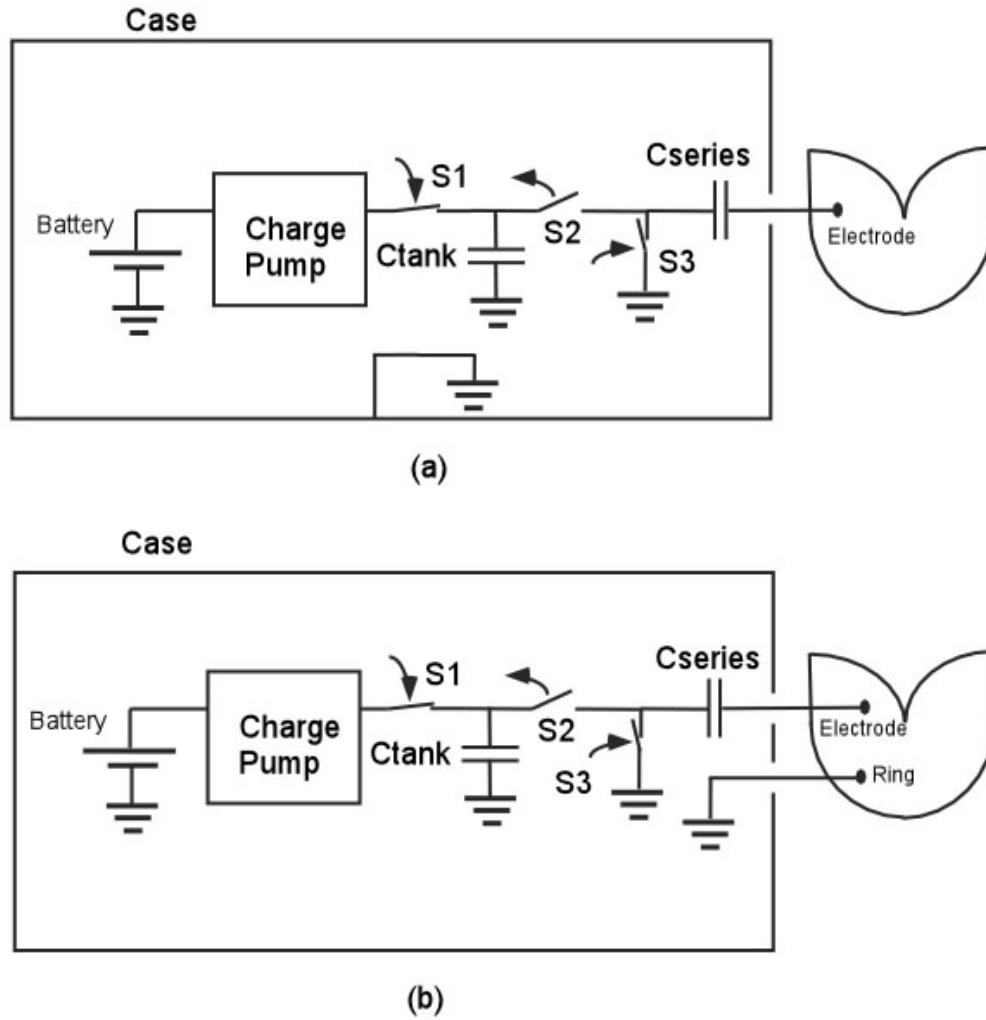 Case
Cseries
S1
Battery
Charge
Pump
Ctank
S2
S3
Electrode
(a)
Case
Cseries
S1
Battery
Charge
Pump
Ctank
S2
S3
Electrode
Ring
(b)